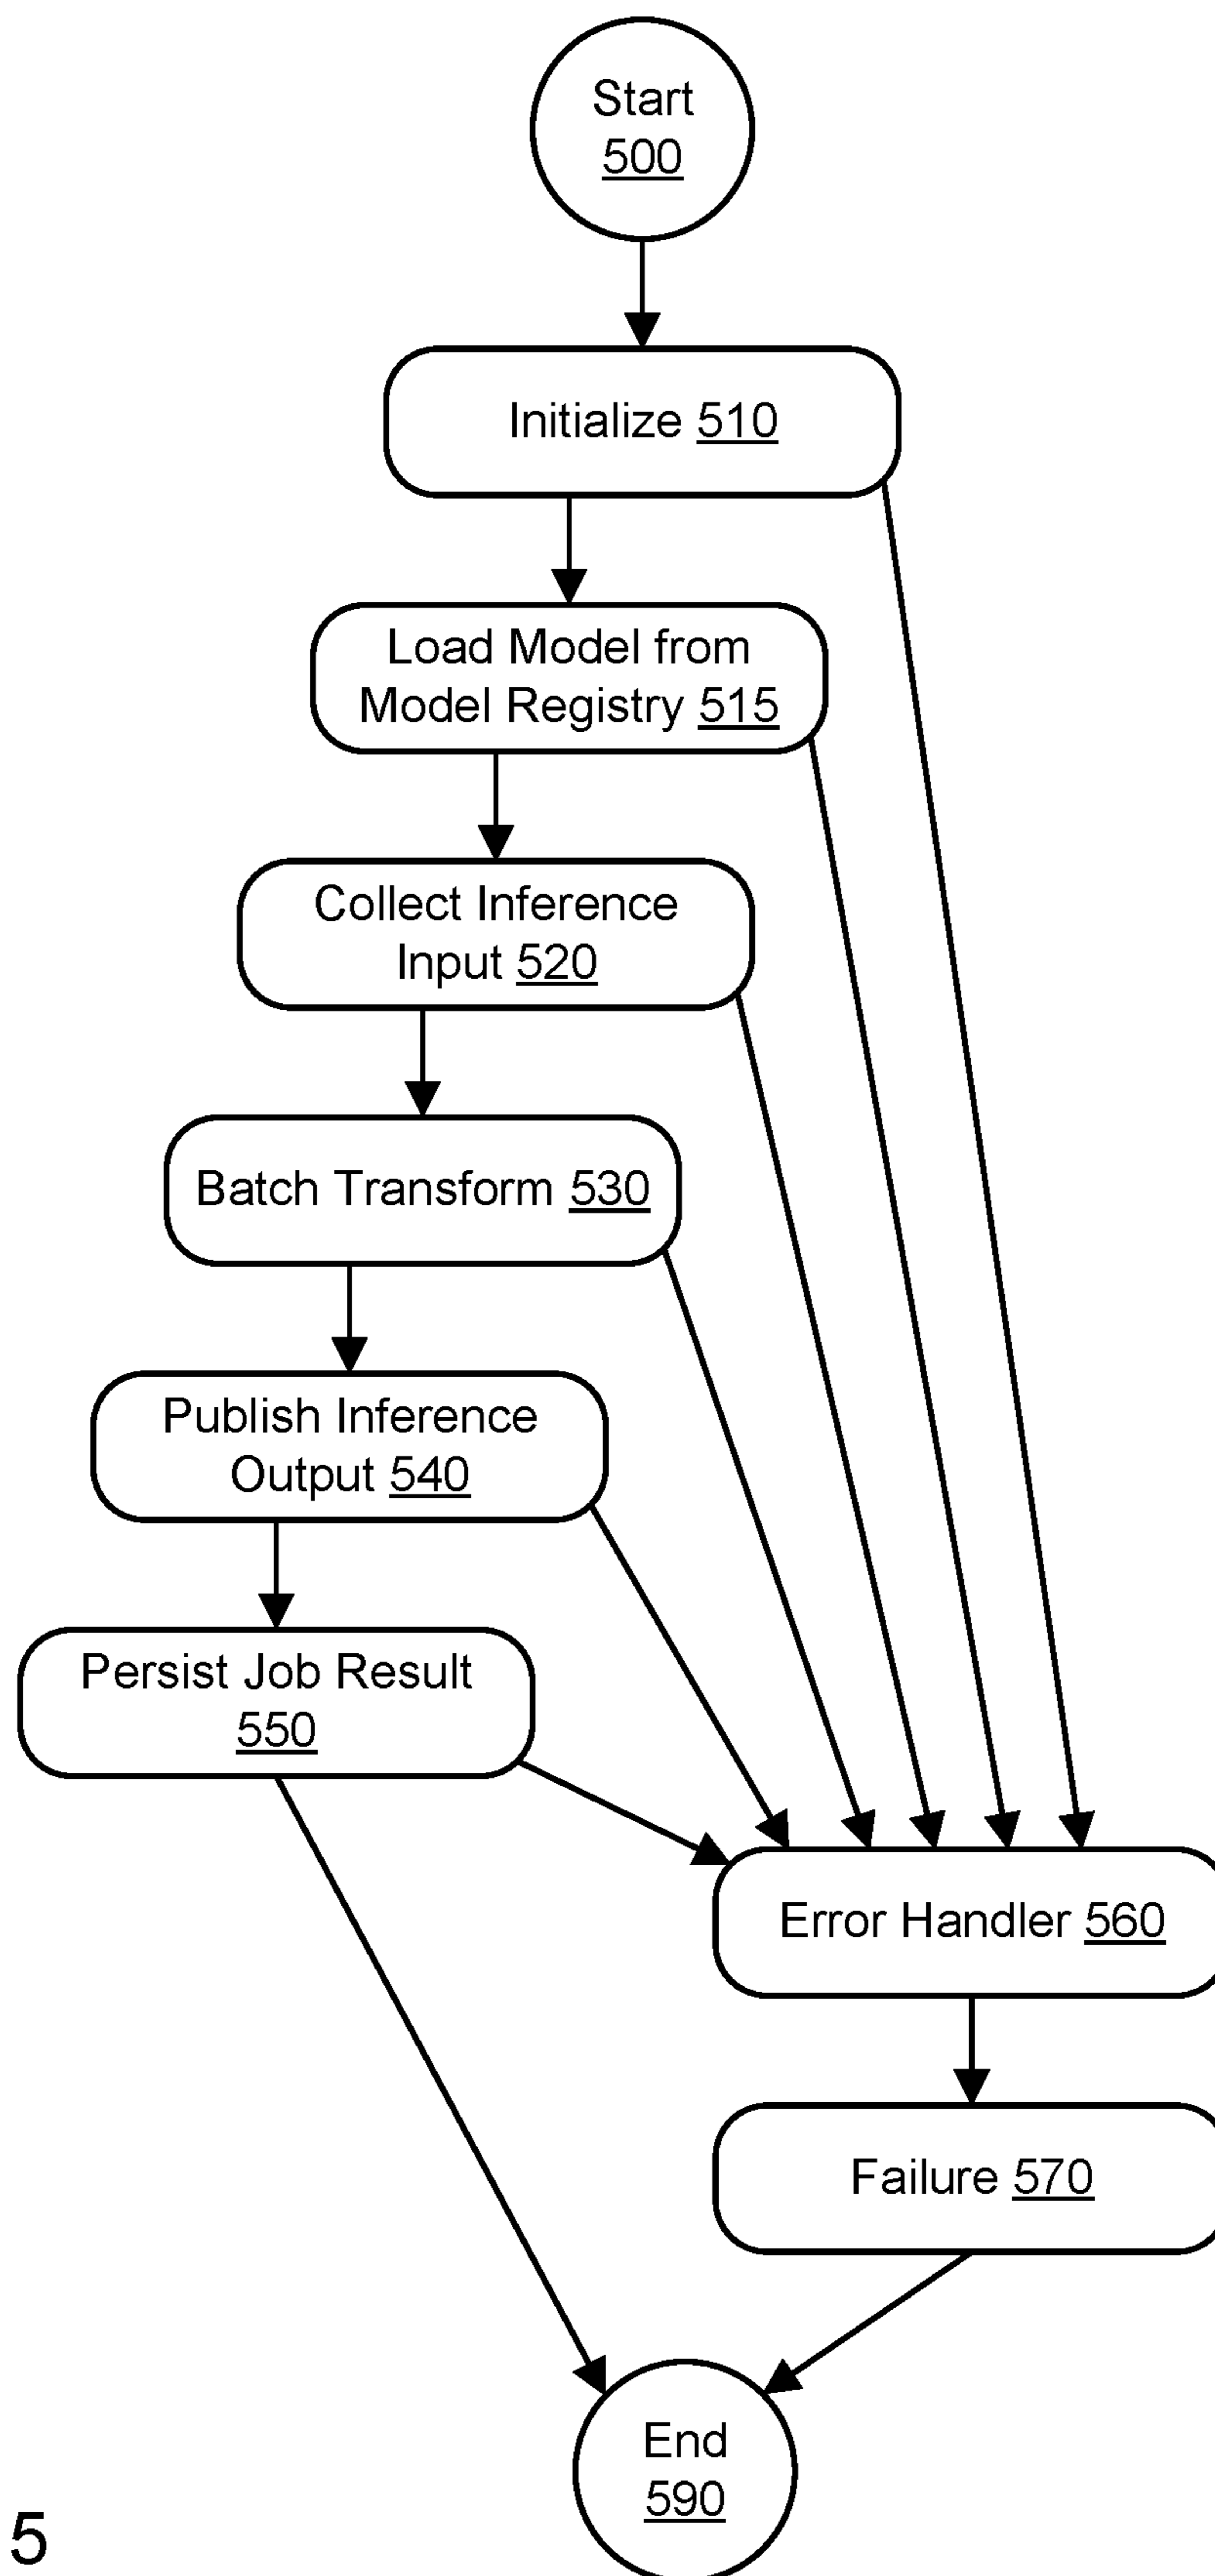 Start
500
Initialize 510
Load Model from
Model Registry 515
Collect Inference
Input 520
Batch Transform 530
Publish Inference
Output 540
Persist Job Result
550
Error Handler 560
Failure 570
End
590
5